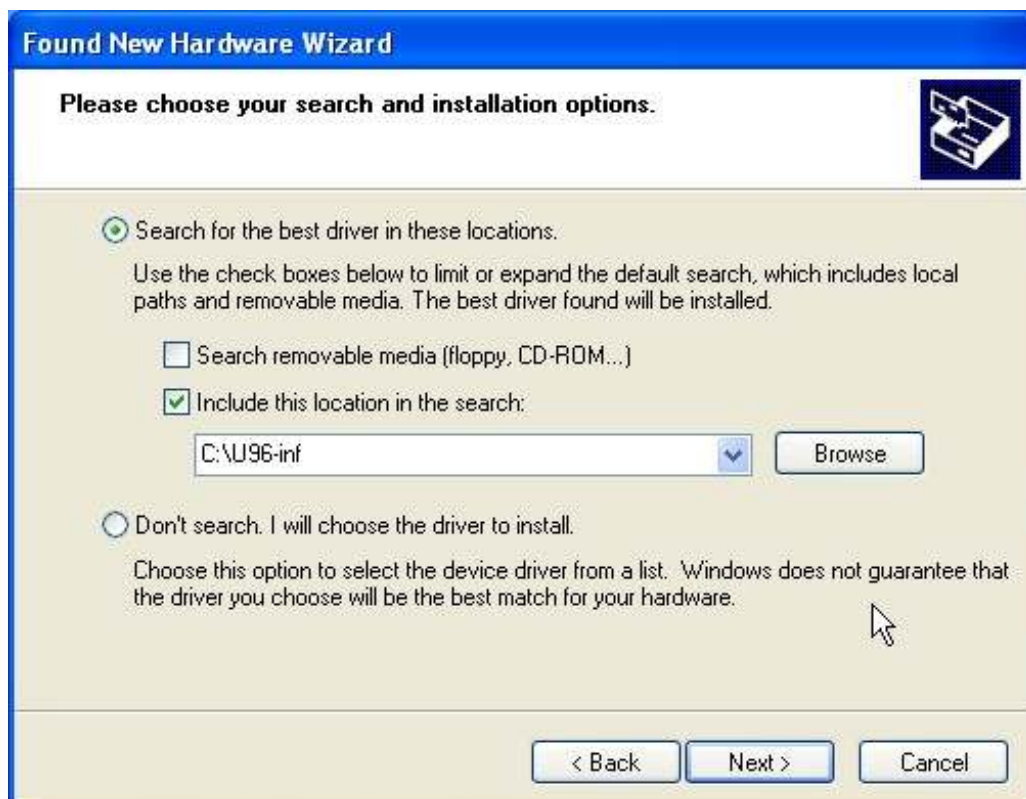 Found New Hardware Wizard
Please choose your search and installation options.
Search for the best driver in these locations.
Use the check boxes below to limit or expand the default search, which includes local
paths and removable media. The best driver found will be installed.
Search removable media (floppy, CD-ROM...)
Include this location in the search:
C:\U96-inf
Browse
Don't search. I will choose the driver to install.
Choose this option to select the device driver from a list. Windows does not guarantee that
the driver you choose will be the best match for your hardware.
< Back
Next >
Cancel